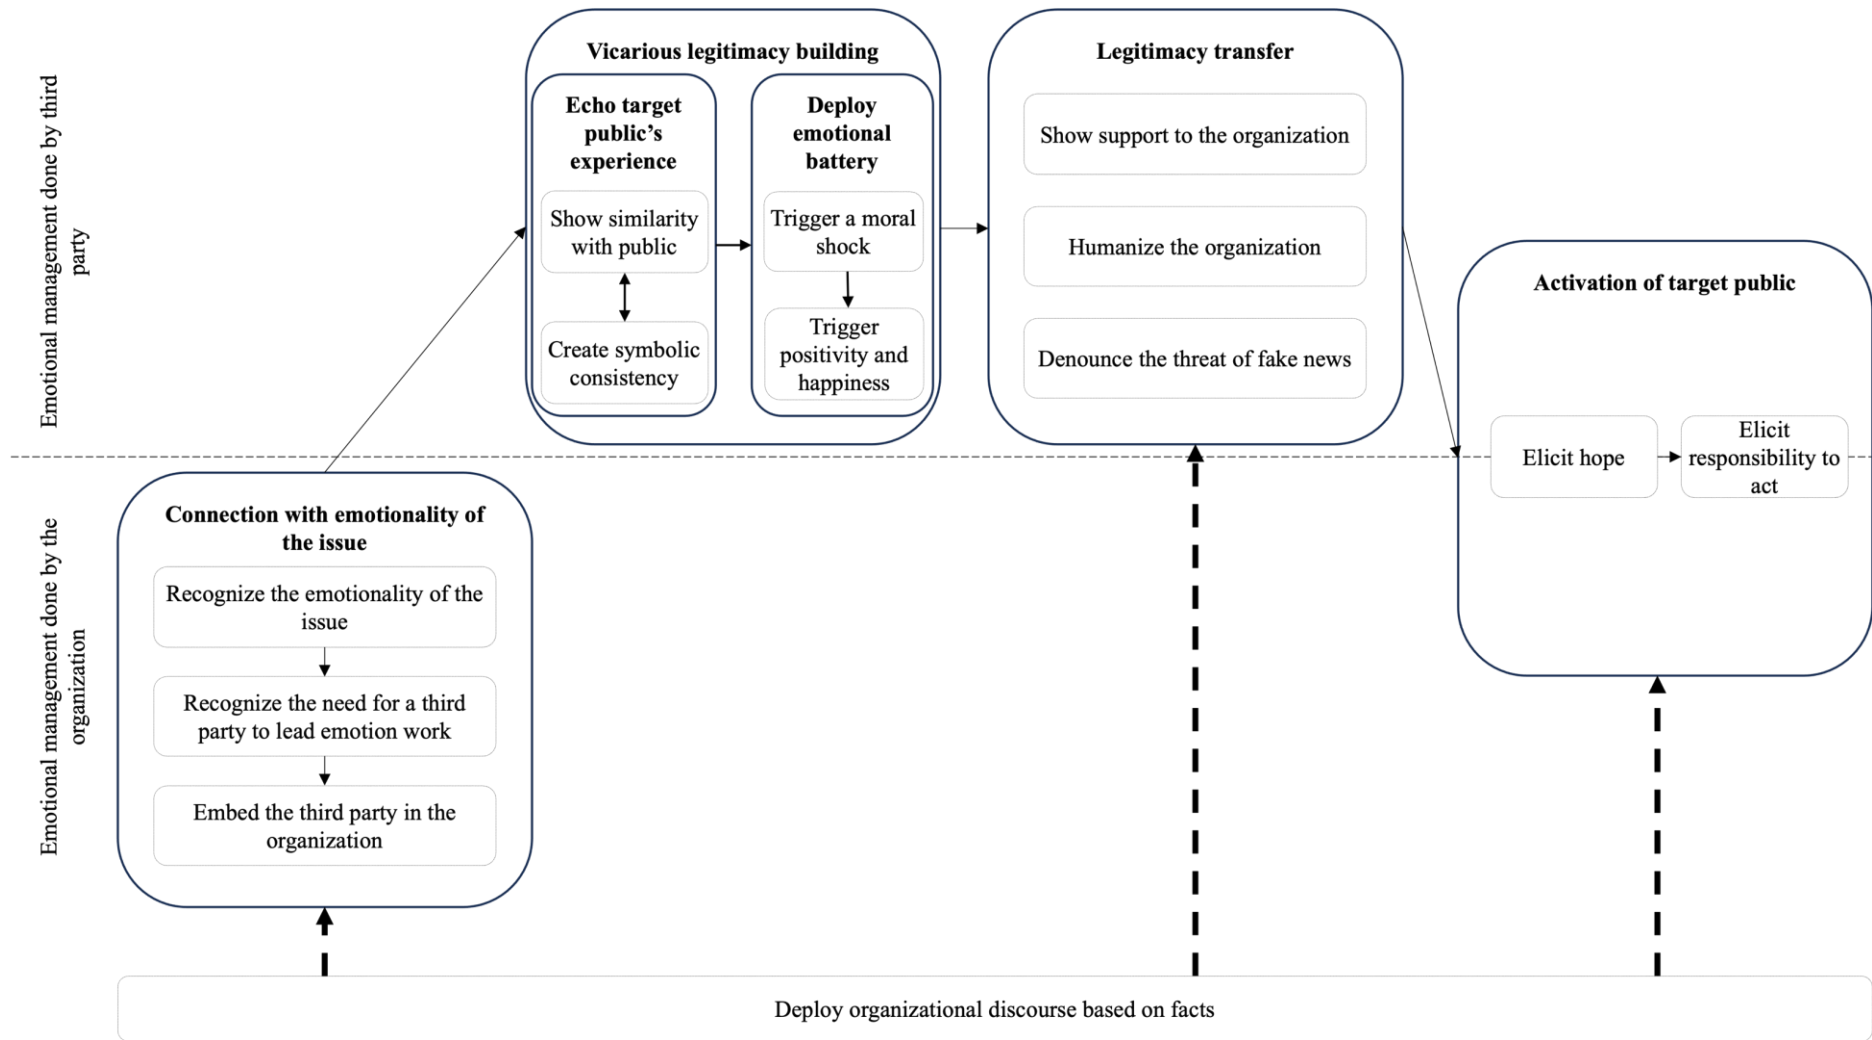 Emotional management done by third
party
Vicarious legitimacy building
Echo target
public’s
experience
Show similarity
with public
Create symbolic
consistency
Deploy
emotional
battery
Trigger a moral
shock
Trigger
positivity and
happiness
Legitimacy transfer
Show support to the organization
Humanize the organization
Denounce the threat of fake news
Activation of target public
Elicit hope
Elicit
responsibility to
act
Emotional management done by the
organization
Connection with emotionality of
the issue
Recognize the emotionality of the
issue
Recognize the need for a third
party to lead emotion work
Embed the third party in the
organization
Deploy organizational discourse based on facts